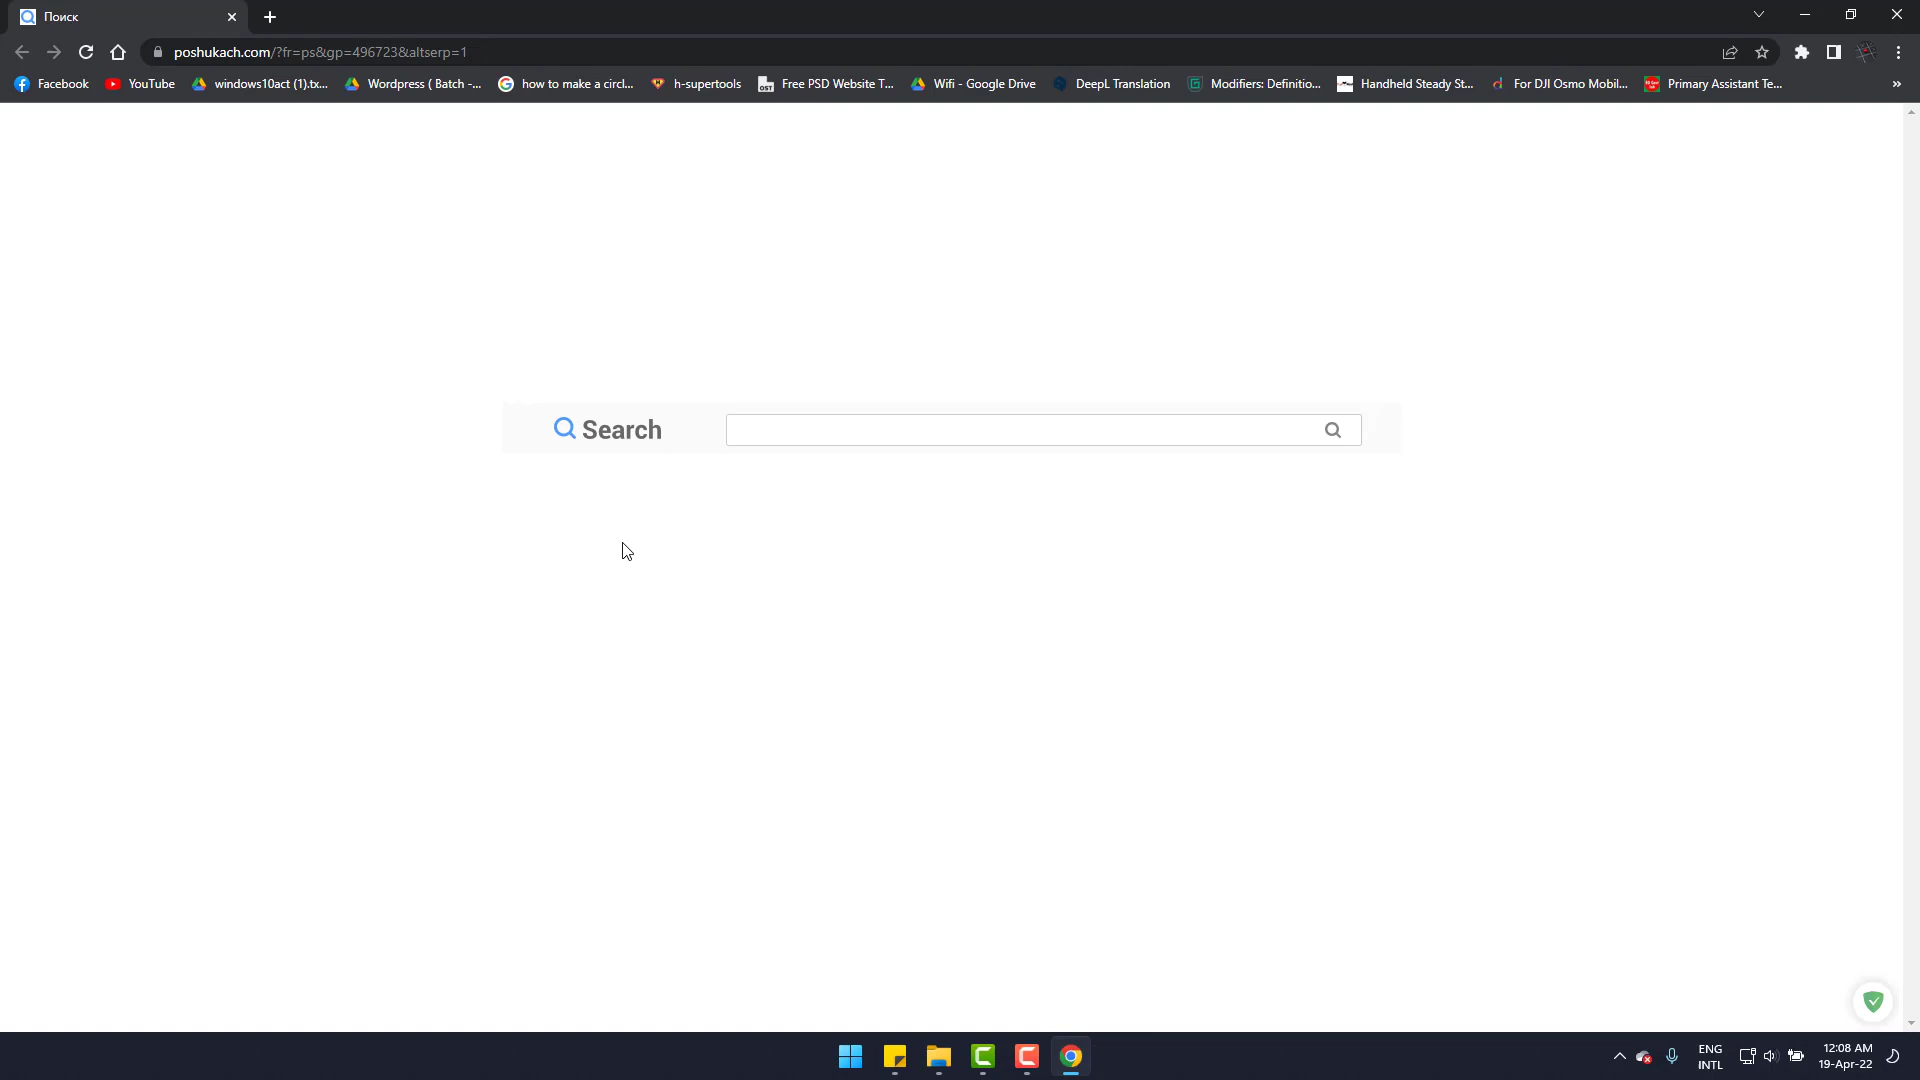 Поиск
poshukach.com/?fr=ps&gp=496723&altserp=1
Facebook
YouTube
windows10act (1).tx...
Wordpress ( Batch -...
how to make a circl...
h-supertools
Free PSD Website T...
Wifi - Google Drive
DeepL Translation
Modifiers: Definitio...
Handheld Steady St...
For DJI Osmo Mobil...
Primary Assistant Te...
»
Search
ENG
INTL
12:08 AM
19-Apr-22